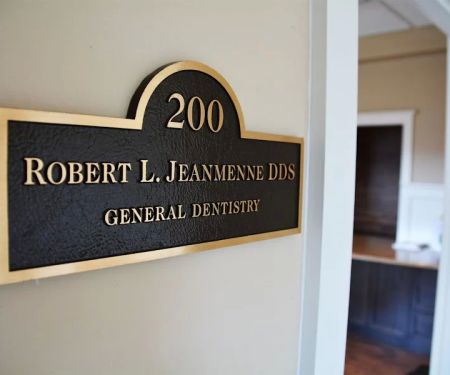 200
ROBERT L. JEANMENNE DDS
GENERAL DENTISTRY